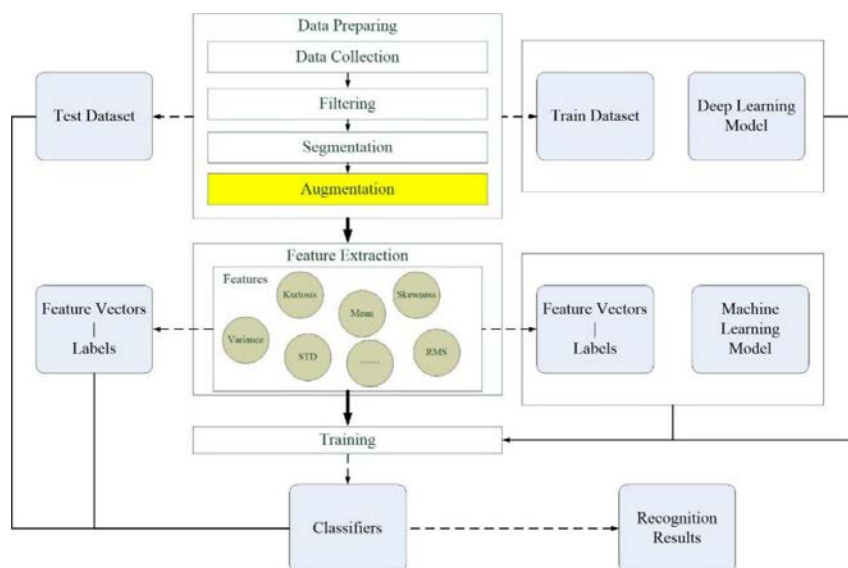 Data Preparing
Data Collection
Filtering
Segmentation
Augmentation
Test Dataset
Train Dataset
Deep Learning
Model
Feature Extraction
Features
Kurtosis
Skewness
Mean
Variance
STD
......
RMS
Feature Vectors
|
Labels
Feature Vectors
|
Labels
Machine
Learning
Model
Training
Classifiers
Recognition
Results